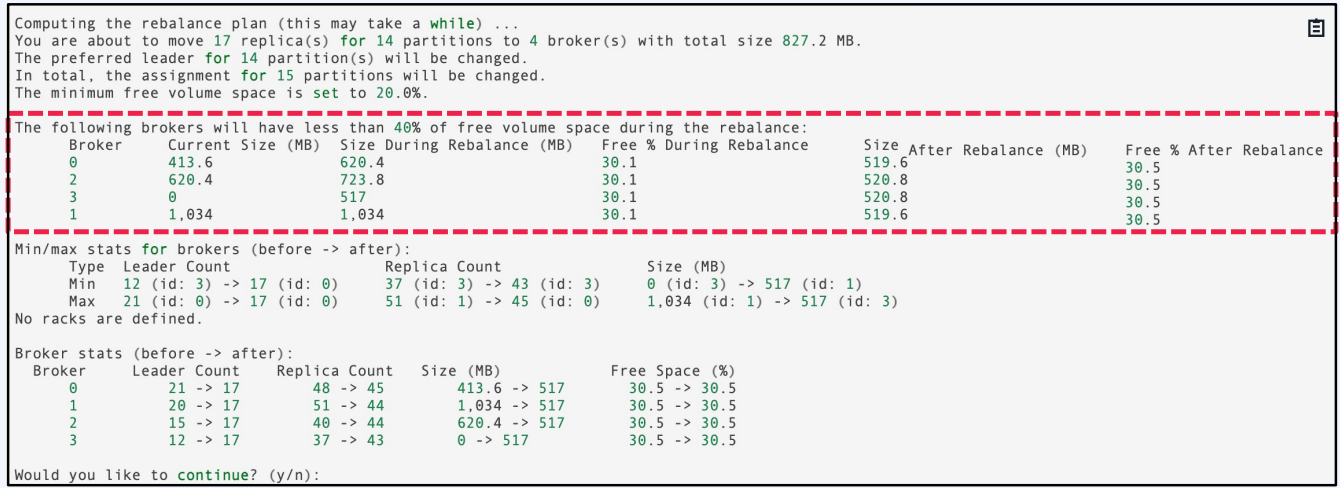 Computing the rebalance plan (this may take a while) ...
You are about to move 17 replica(s) for 14 partitions to 4 broker(s) with total size 827.2 MB.
The preferred leader for 14 partition(s) will be changed.
In total, the assignment for 15 partitions will be changed.
The minimum free volume space is set to 20.0%.
The following brokers will have less than 40% of free volume space during the rebalance:
Broker Current Size (MB) Size During Rebalance (MB) Free % During Rebalance Size After Rebalance (MB) Free % After Rebalance
0 413.6 620.4 30.1 519.6 30.5
2 620.4 723.8 30.1 520.8 30.5
3 0 517 30.1 520.8 30.5
1 1,034 1,034 30.1 519.6 30.5
Min/max stats for brokers (before -> after):
Type Leader Count Replica Count Size (MB)
Min 12 (id: 3) -> 17 (id: 0) 37 (id: 3) -> 43 (id: 3) 0 (id: 3) -> 517 (id: 1)
Max 21 (id: 0) -> 17 (id: 0) 51 (id: 1) -> 45 (id: 0) 1,034 (id: 1) -> 517 (id: 3)
No racks are defined.
Broker stats (before -> after):
Broker Leader Count Replica Count Size (MB) Free Space (%)
0 21 -> 17 48 -> 45 413.6 -> 517 30.5 -> 30.5
1 20 -> 17 51 -> 44 1,034 -> 517 30.5 -> 30.5
2 15 -> 17 40 -> 44 620.4 -> 517 30.5 -> 30.5
3 12 -> 17 37 -> 43 0 -> 517 30.5 -> 30.5
Would you like to continue? (y/n):